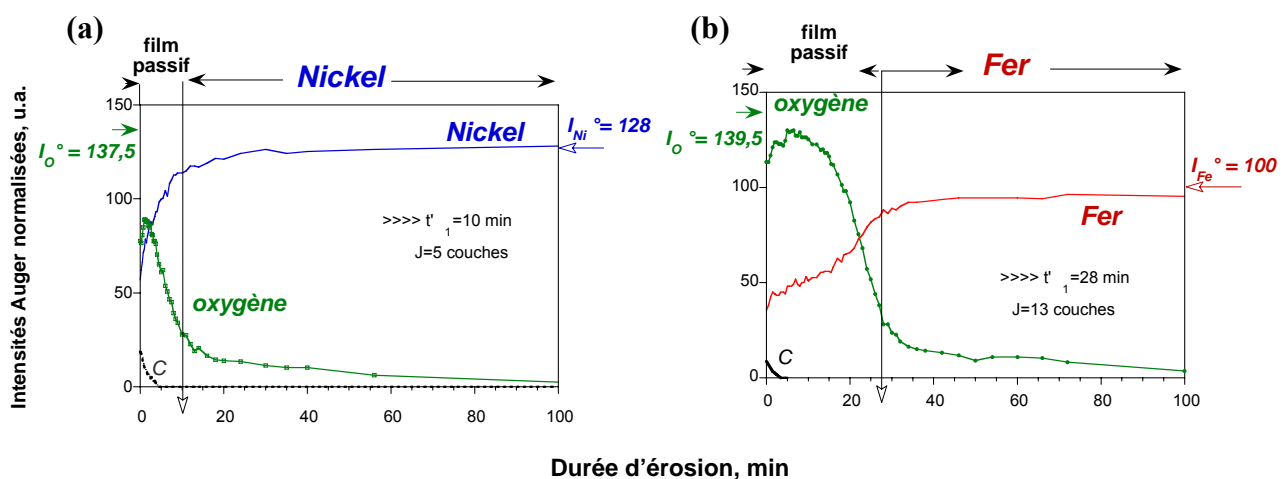 (a)
film
passif
Nickel
150
100
50
0
I_O °= 137,5
Nickel
I_Ni °= 128
>>>> t'1=10 min
J=5 couches
oxygène
C
0 20 40 60 80 100
(b)
film
passif
Fer
150
100
50
0
oxygène
I_O °= 139,5
I_Fe °= 100
Fer
>>>> t'1=28 min
J=13 couches
C
0 20 40 60 80 100
Intensités Auger normalisées, u.a.
Durée d’érosion, min